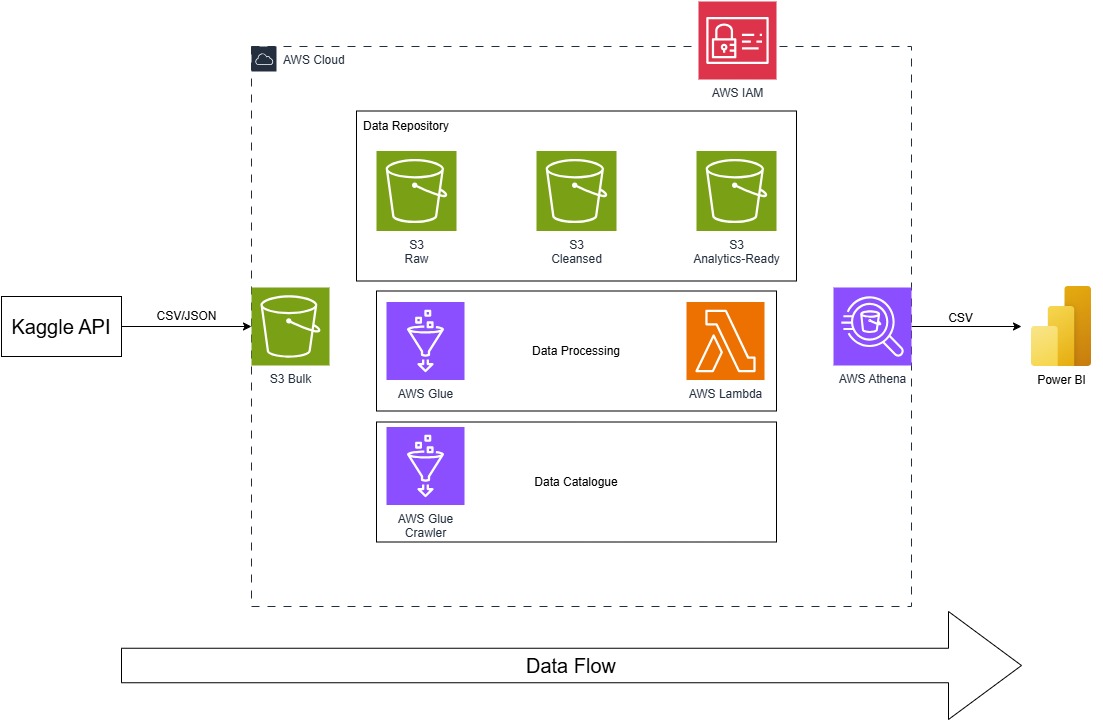 AWS Cloud
AWS IAM
Data Repository
S3
Raw
S3
Cleansed
S3
Analytics-Ready
Kaggle API
CSV/JSON
S3 Bulk
AWS Glue
Data Processing
AWS Lambda
AWS Athena
CSV
Power BI
AWS Glue
Crawler
Data Catalogue
Data Flow